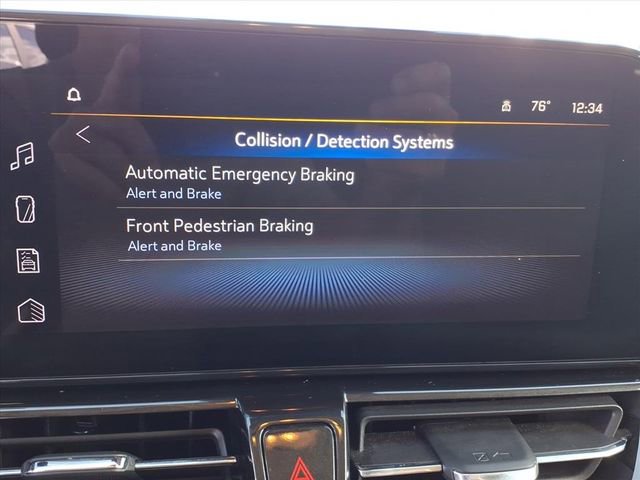 76° 12:34
Collision / Detection Systems
Automatic Emergency Braking
Alert and Brake
Front Pedestrian Braking
Alert and Brake